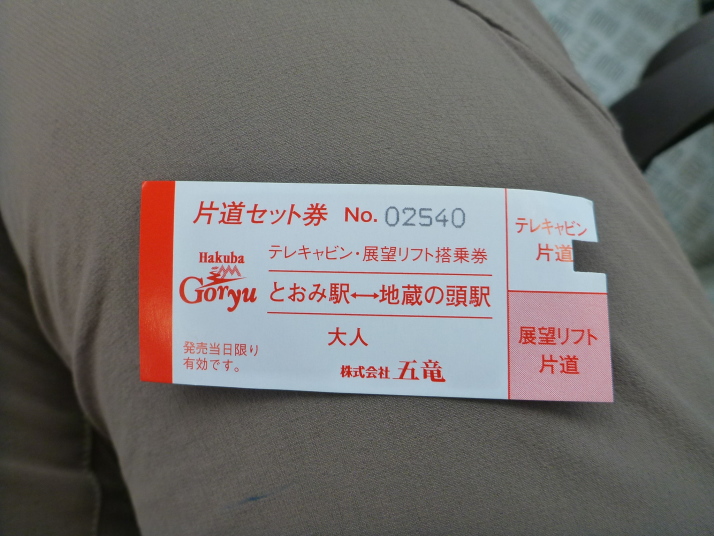 片道セット券 No. 02540
テレキャビン・展望リフト搭乗券
Hakuba
Goryu
とおみ駅↔地蔵の頭駅
大人
発売当日限り
有効です。
株式会社 五竜
テレキャビン
片道
展望リフト
片道